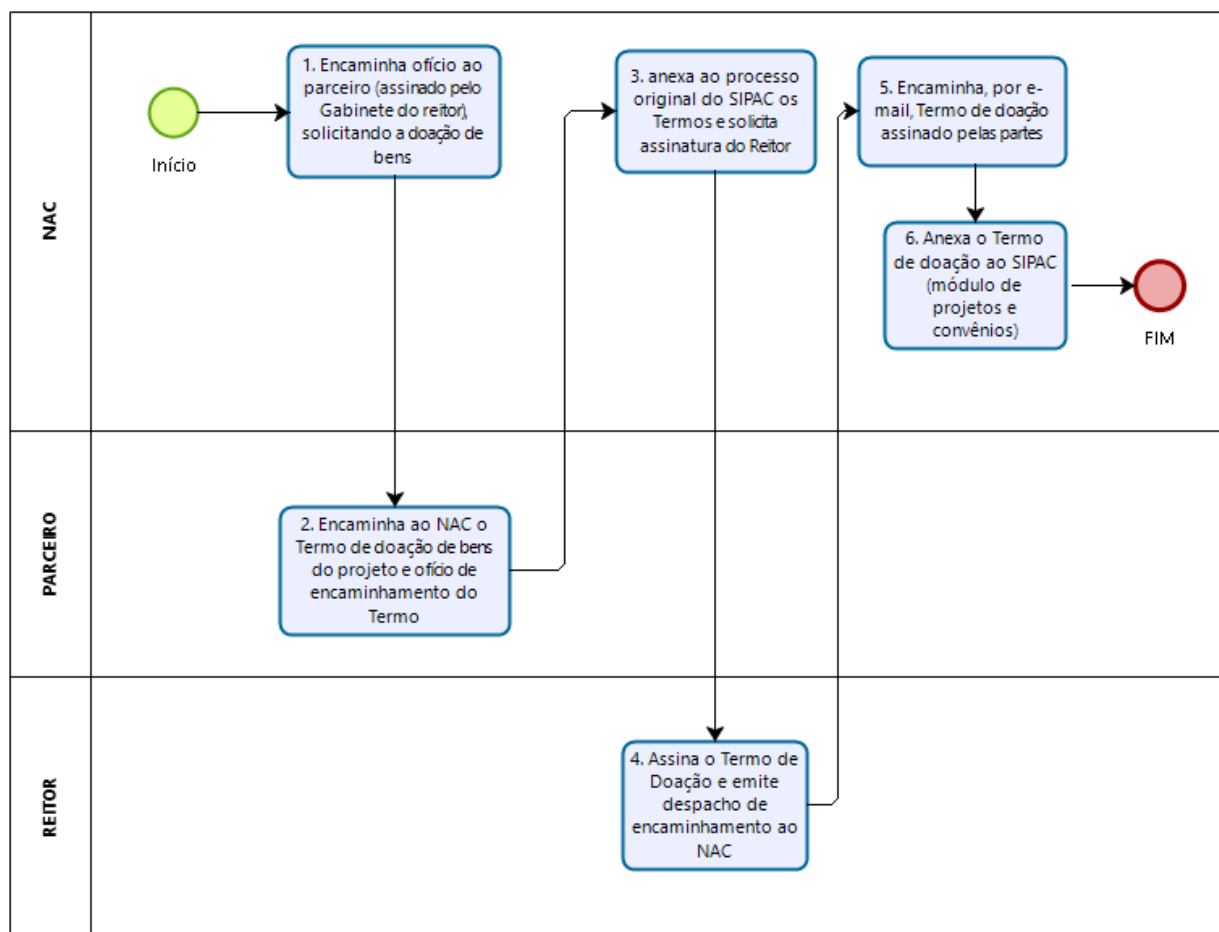 NAC
Início
1. Encaminha ofício ao
parceiro (assinado pelo
Gabinete do reitor),
solicitando a doação de
bens
3. anexa ao processo
original do SIPAC os
Termos e solicita
assinatura do Reitor
5. Encaminha, por e-
mail, Termo de doação
assinado pelas partes
6. Anexa o Termo
de doação ao SIPAC
(módulo de
projetos e
convênios)
FIM
PARCEIRO
2. Encaminha ao NAC o
Termo de doação de bens
do projeto e ofício de
encaminhamento do
Termo
REITOR
4. Assina o Termo de
Doação e emite
despacho de
encaminhamento ao
NAC